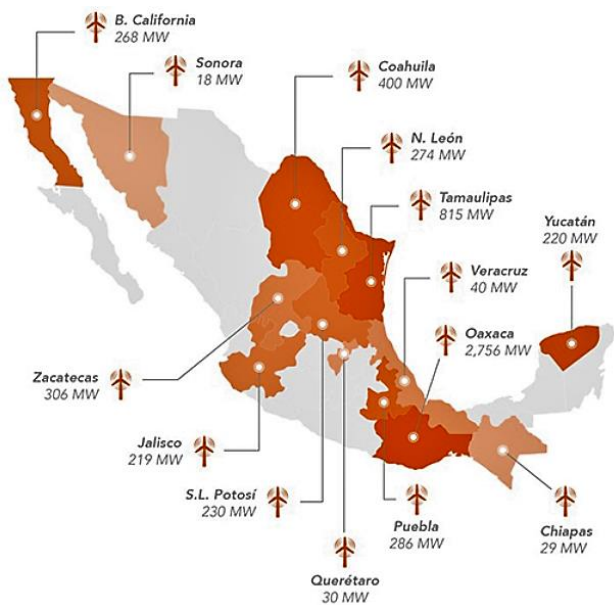 B. California
268 MW
Sonora
18 MW
Coahuila
400 MW
N. León
274 MW
Tamaulipas
815 MW
Yucatán
220 MW
Veracruz
40 MW
Oaxaca
2,756 MW
Zacatecas
306 MW
Jalisco
219 MW
S.L. Potosí
230 MW
Puebla
286 MW
Chiapas
29 MW
Querétaro
30 MW